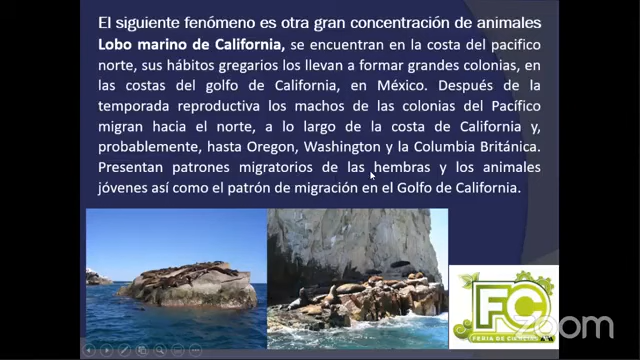 El siguiente fenómeno es otra gran concentración de animales
Lobo marino de California, se encuentran en la costa del pacifico
norte, sus hábitos gregarios los llevan a formar grandes colonias, en
las costas del golfo de California, en México. Después de la
temporada reproductiva los machos de las colonias del Pacífico
migran hacia el norte, a lo largo de la costa de California y,
probablemente, hasta Oregon, Washington y la Columbia Británica.
Presentan patrones migratorios de las hembras y los animales
jóvenes así como el patrón de migración en el Golfo de California.
FC
FERIA DE CIENCIAS
zoom